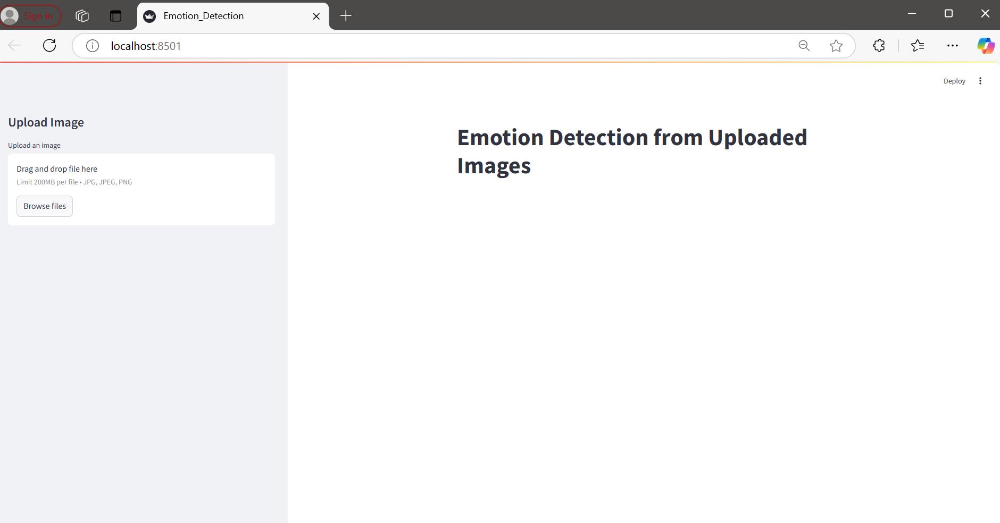 Sign in
Emotion_Detection
localhost:8501
Deploy
Upload Image
Upload an image
Drag and drop file here
Limit 200MB per file • JPG, JPEG, PNG
Browse files
Emotion Detection from Uploaded
Images